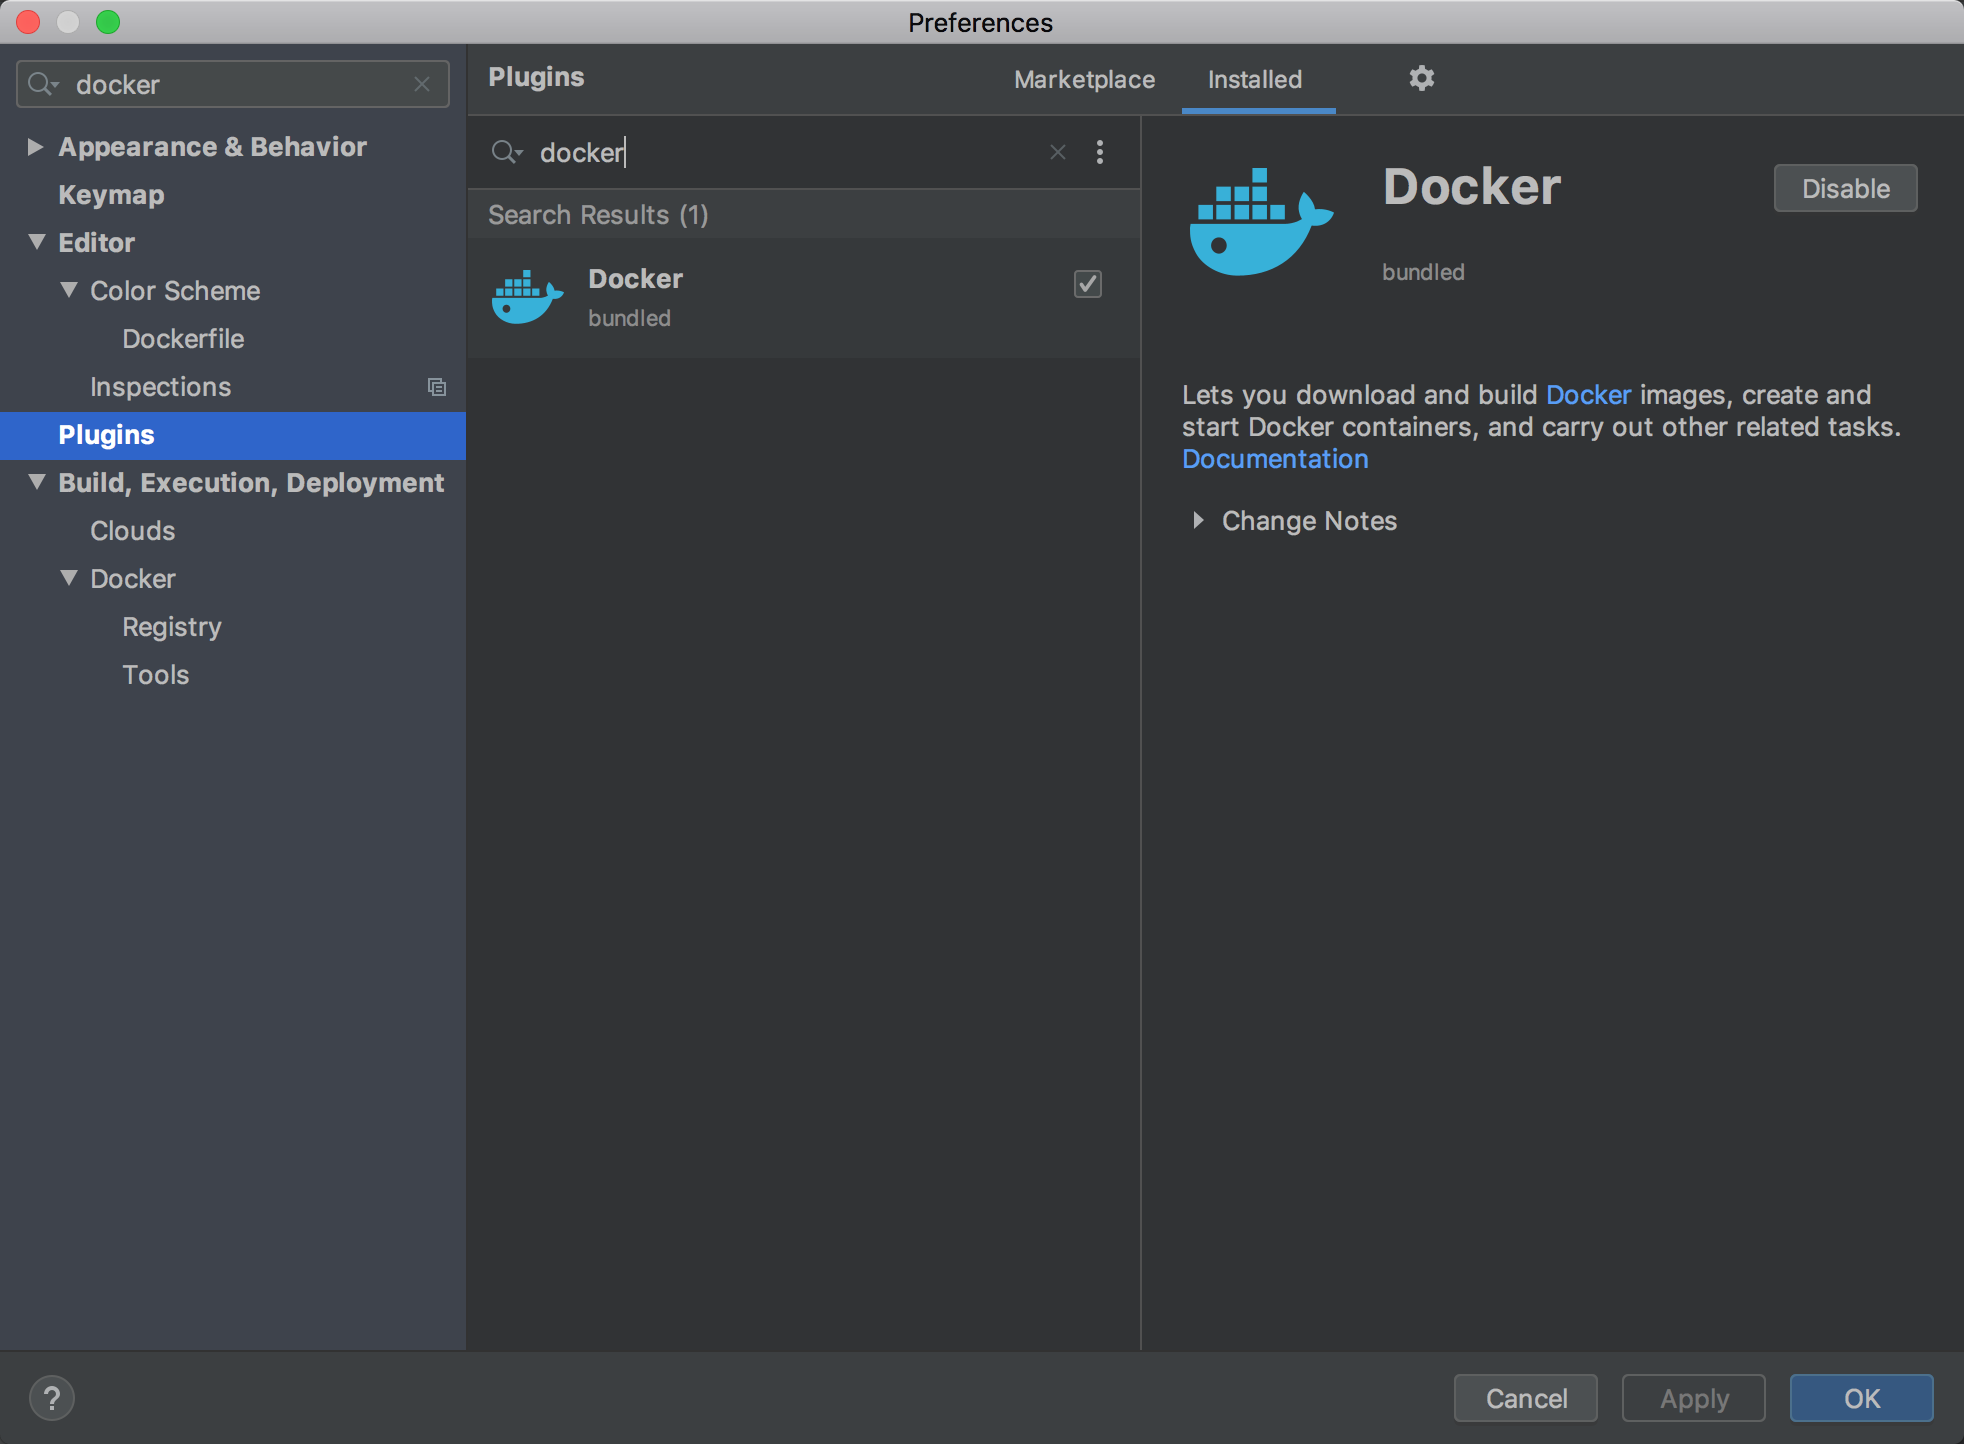 Preferences
docker
Appearance & Behavior
Keymap
Editor
Color Scheme
Dockerfile
Inspections
Plugins
Build, Execution, Deployment
Clouds
Docker
Registry
Tools
Plugins
Marketplace
Installed
docker
Search Results (1)
Docker
bundled
Docker
Disable
bundled
Lets you download and build Docker images, create and
start Docker containers, and carry out other related tasks.
Documentation
Change Notes
?
Cancel
Apply
OK